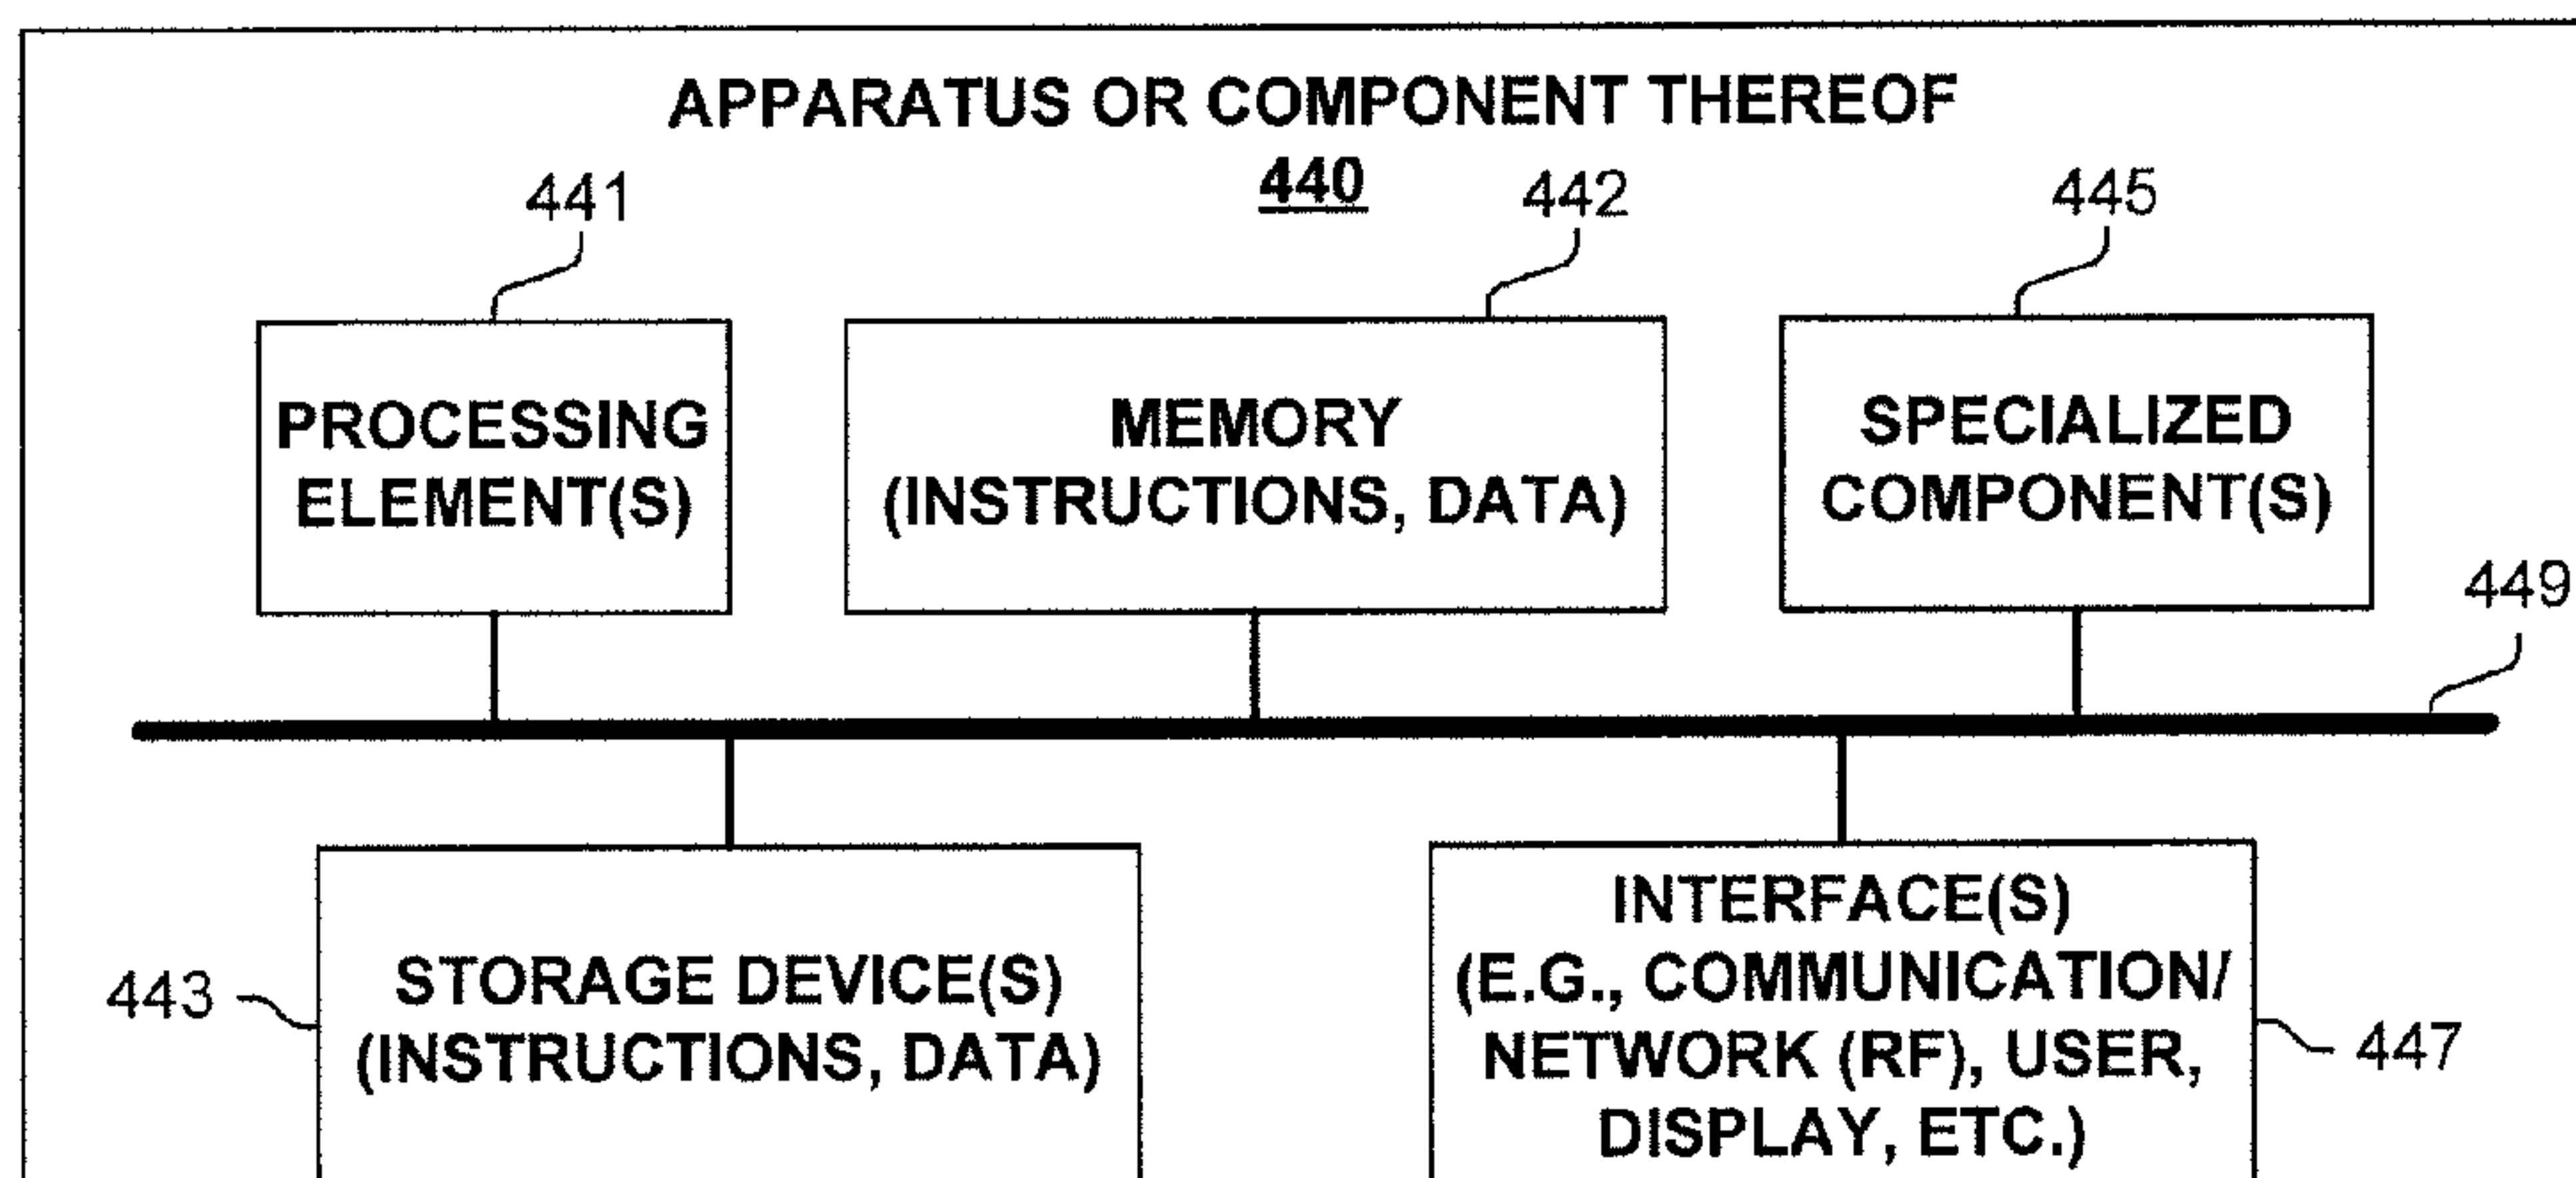 APPARATUS OR COMPONENT THEREOF
440
441
442
445
PROCESSING
ELEMENT(S)
MEMORY
(INSTRUCTIONS, DATA)
SPECIALIZED
COMPONENT(S)
449
443
STORAGE DEVICE(S)
(INSTRUCTIONS, DATA)
INTERFACE(S)
(E.G., COMMUNICATION/
NETWORK (RF), USER,
DISPLAY, ETC.)
447